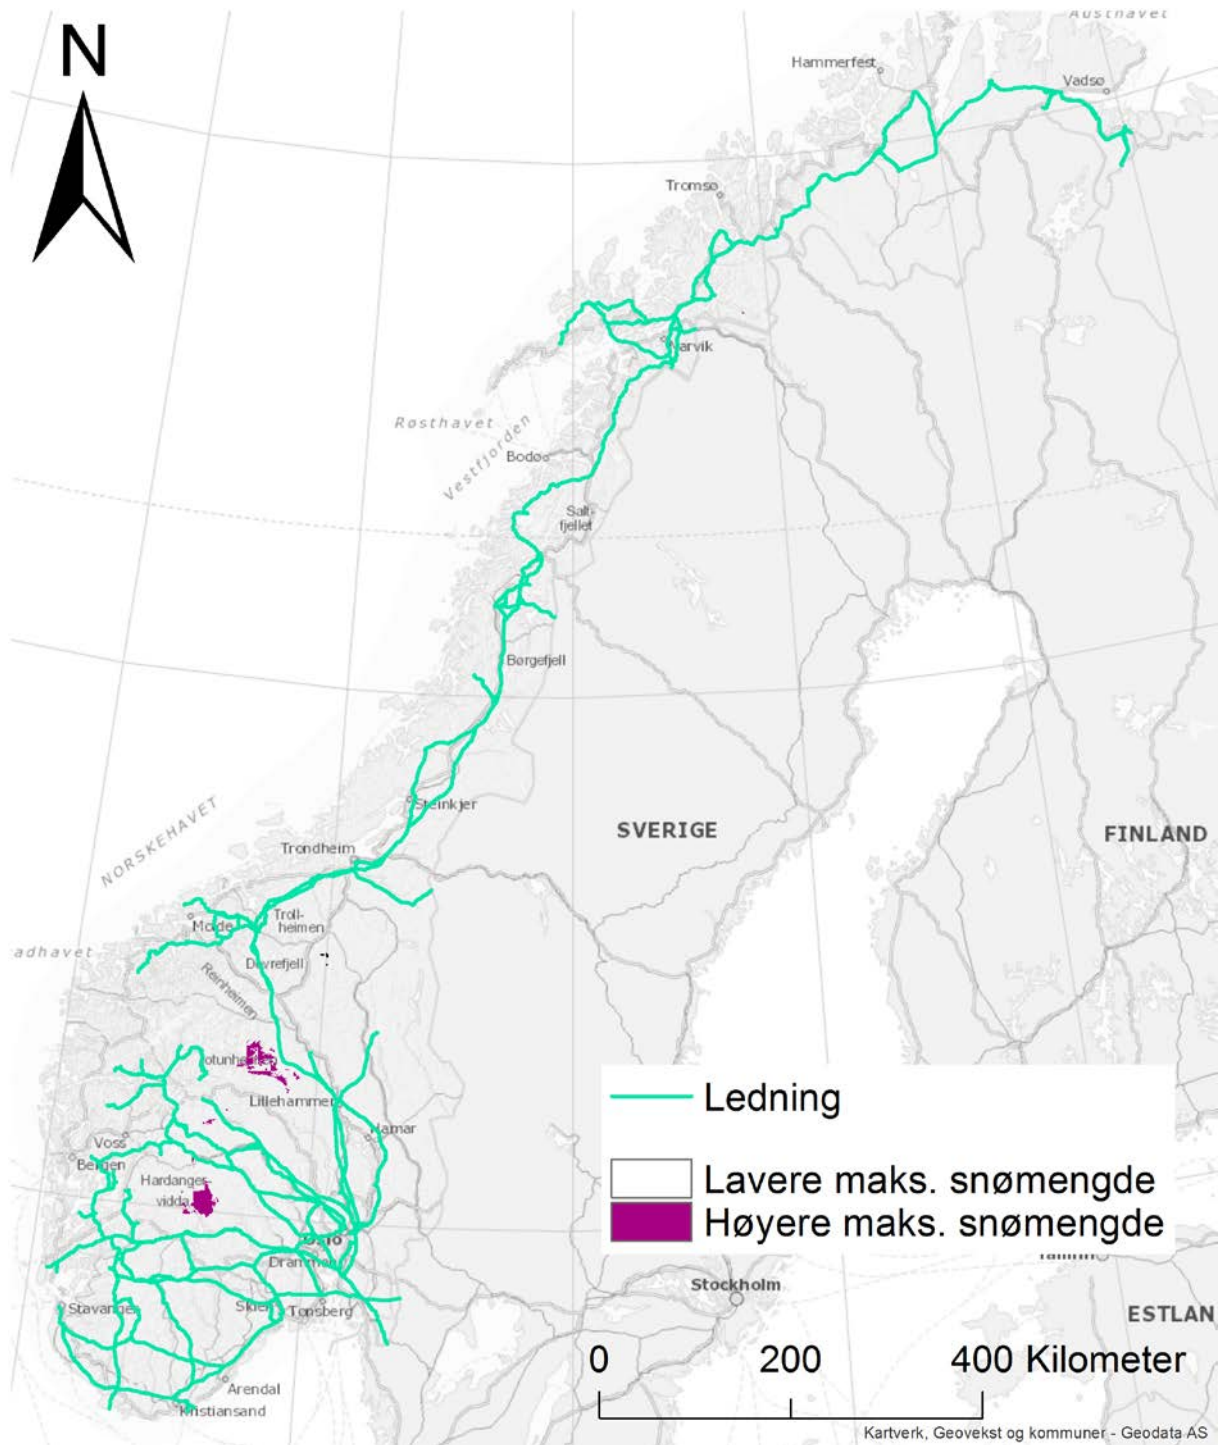 Austhavet
N
Hammerfest
Vadsø
Tromsø
Narvik
Røsthavet
Vestfjorden
Bodø
Salt-
fjellet
Børgefjell
NORSKEHAVET
Steinkjer
SVERIGE
FINLAND
Trondheim
Troll-
heimen
Molde
adhavet
Dovrefjell
Reinheimen
otunheimen
Lillehammer
Ledning
Hamar
Voss
Bergen
Hardanger-
vidda
Lavere maks. snømengde
Høyere maks. snømengde
Oslo
Drammen
Tallinn
Stockholm
Stavanger
Skien
Tønsberg
ESTLAN
0 200 400 Kilometer
Arendal
Kristiansand
Kartverk, Geovekst og kommuner - Geodata AS